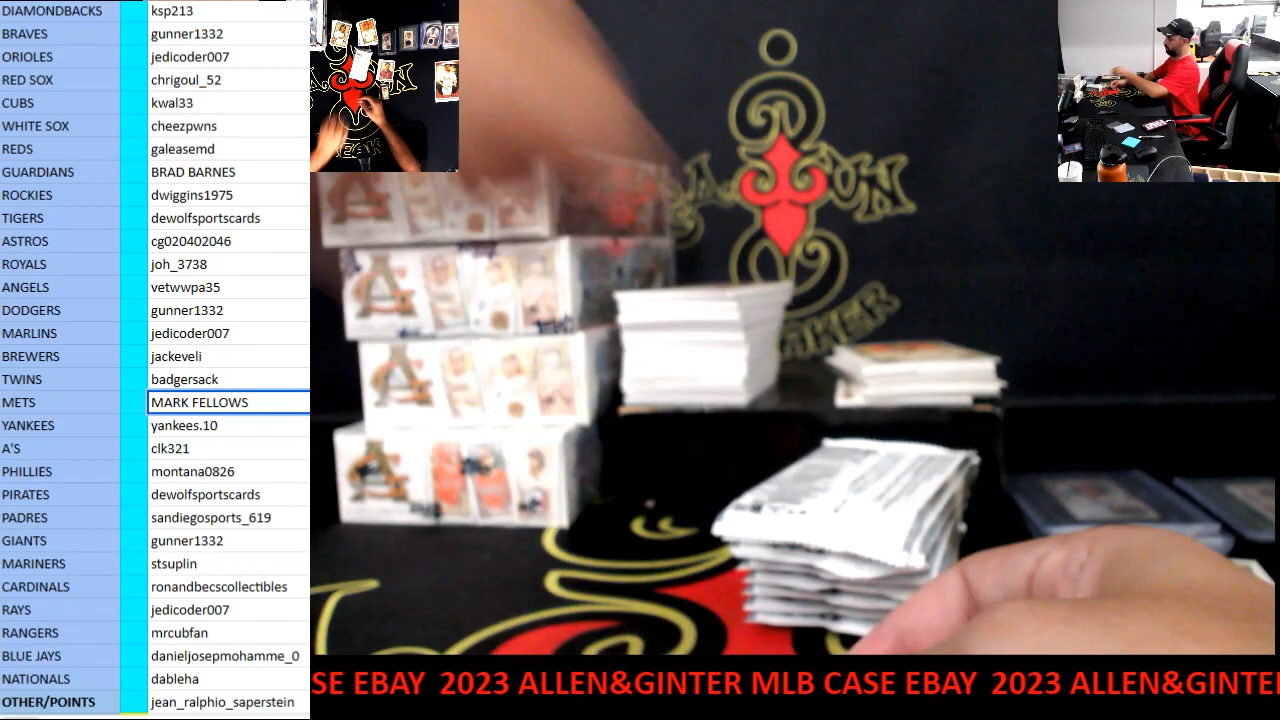 DIAMONDBACKS ksp213
BRAVES gunner1332
ORIOLES jedicoder007
RED SOX chrigoul_52
CUBS kwal33
WHITE SOX cheezpwns
REDS galeasemd
GUARDIANS BRAD BARNES
ROCKIES dwiggins1975
TIGERS dewolfsportscards
ASTROS cg020402046
ROYALS joh_3738
ANGELS vetwwpa35
DODGERS gunner1332
MARLINS jedicoder007
BREWERS jackeveli
TWINS badgersack
METS MARK FELLOWS
YANKEES yankees.10
A'S clk321
PHILLIES montana0826
PIRATES dewolfsportscards
PADRES sandiegosports_619
GIANTS gunner1332
MARINERS stsuplin
CARDINALS ronandbecscollectibles
RAYS jedicoder007
RANGERS mrcubfan
BLUE JAYS danieljosepmohamme_0
NATIONALS dableha
OTHER/POINTS jean_ralphio_saperstein
SE EBAY 2023 ALLEN&GINTER MLB CASE EBAY 2023 ALLEN&GINTE